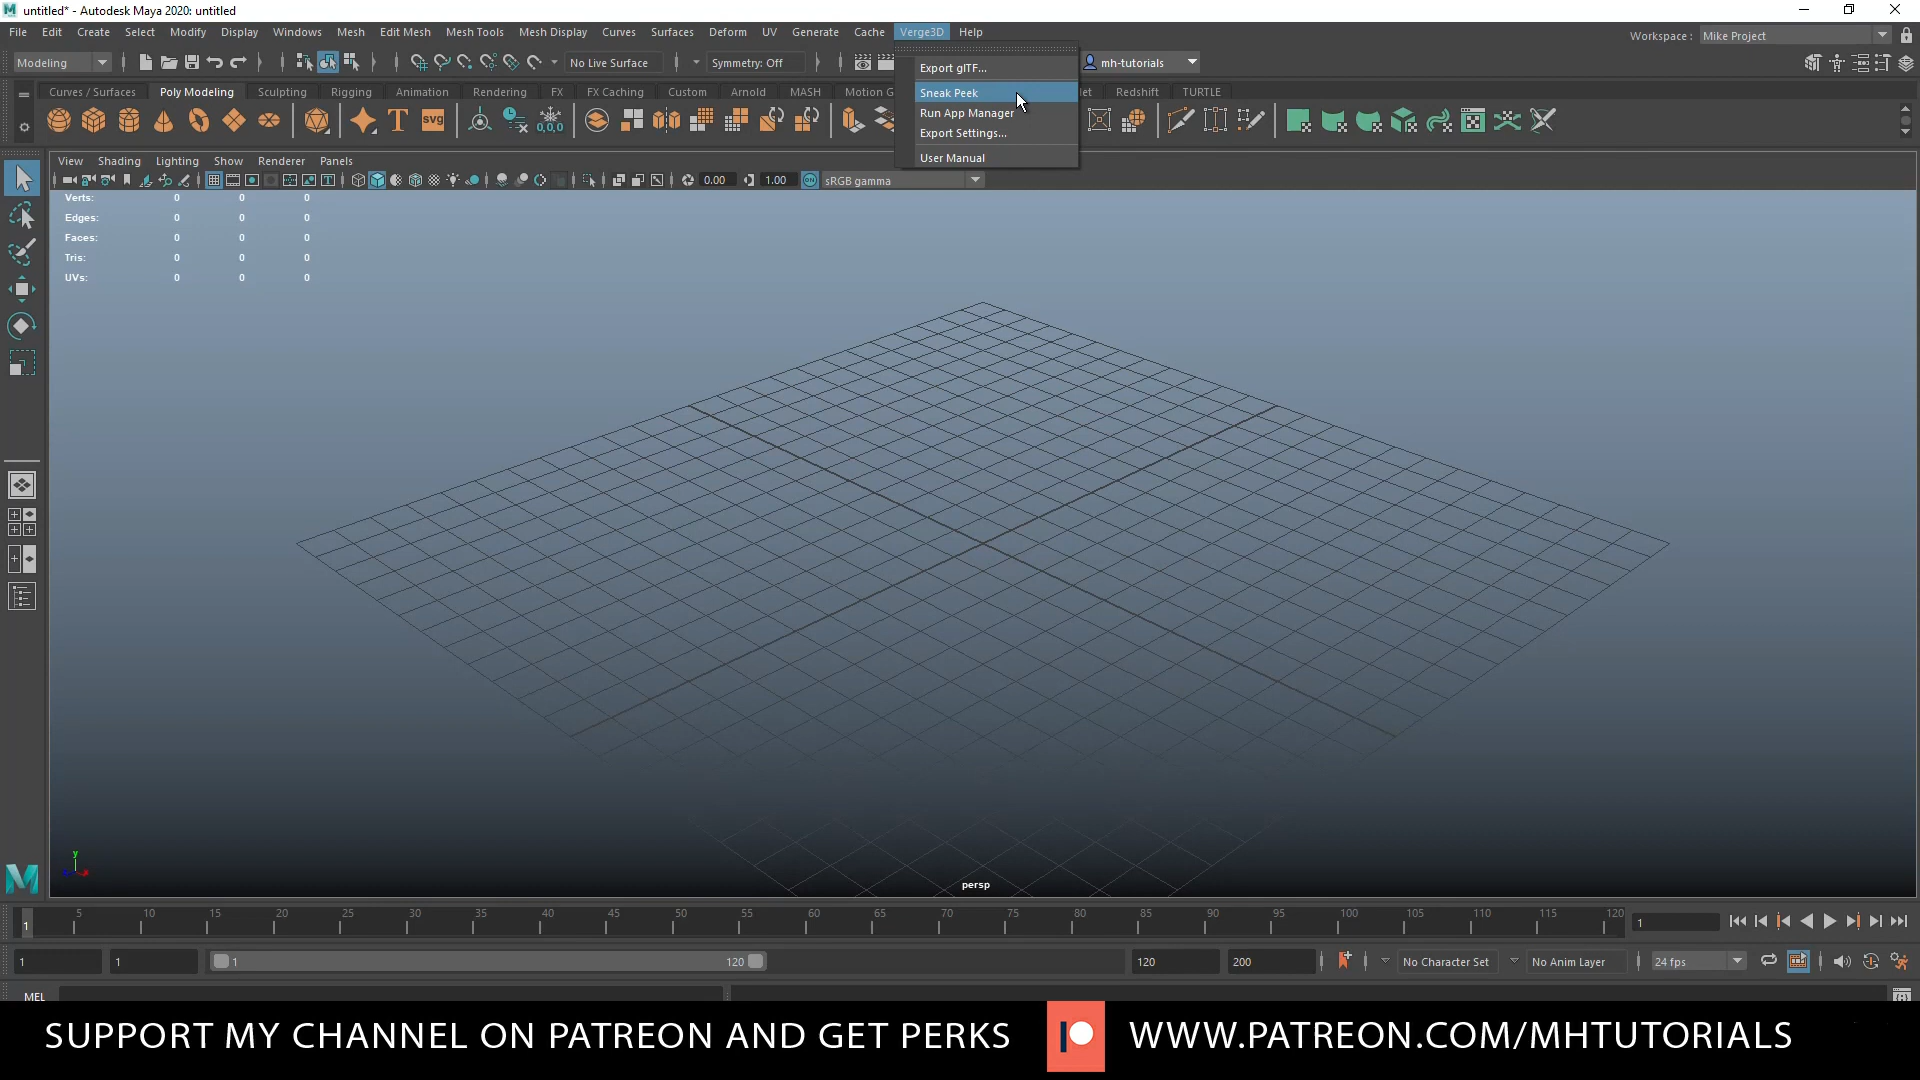 untitled* - Autodesk Maya 2020: untitled
File Edit Create Select Modify Display Windows Mesh Edit Mesh Mesh Tools Mesh Display Curves Surfaces Deform UV Generate Cache Verge3D Help
Workspace : Mike Project
Modeling No Live Surface Symmetry: Off mh-tutorials
Export glTF...
Sneak Peek
Run App Manager
Export Settings...
User Manual
Curves / Surfaces Poly Modeling Sculpting Rigging Animation Rendering FX FX Caching Custom Arnold MASH Motion G let Redshift TURTLE
T svg 0,0,0
View Shading Lighting Show Renderer Panels
0.00 1.00 ON sRGB gamma
Verts: 0 0 0
Edges: 0 0 0
Faces: 0 0 0
Tris: 0 0 0
UVs: 0 0 0
y
persp
5 10 15 20 25 30 35 40 45 50 55 60 65 70 75 80 85 90 95 100 105 110 115 120
1 1
1 1 1 120 120 200 No Character Set No Anim Layer 24 fps
MEL
SUPPORT MY CHANNEL ON PATREON AND GET PERKS WWW.PATREON.COM/MHTUTORIALS